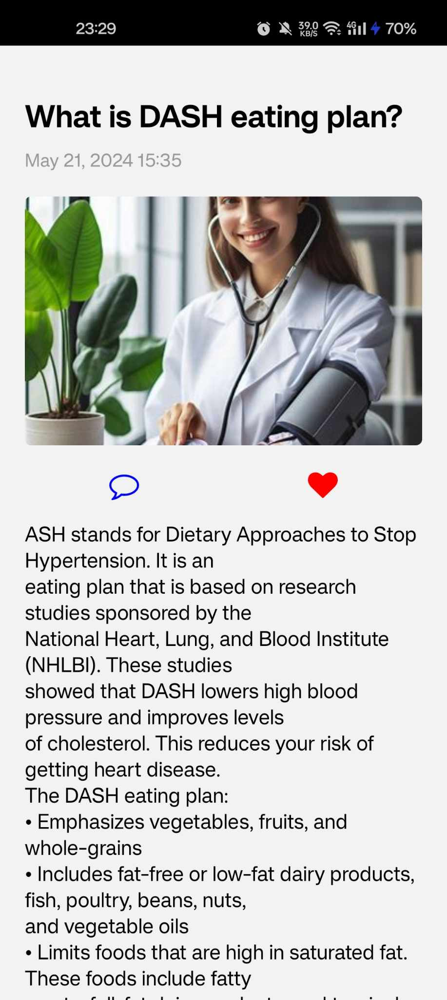 23:29
39.0
KB/S
4G
70%
What is DASH eating plan?
May 21, 2024 15:35
ASH stands for Dietary Approaches to Stop
Hypertension. It is an
eating plan that is based on research
studies sponsored by the
National Heart, Lung, and Blood Institute
(NHLBI). These studies
showed that DASH lowers high blood
pressure and improves levels
of cholesterol. This reduces your risk of
getting heart disease.
The DASH eating plan:
• Emphasizes vegetables, fruits, and
whole-grains
• Includes fat-free or low-fat dairy products,
fish, poultry, beans, nuts,
and vegetable oils
• Limits foods that are high in saturated fat.
These foods include fatty